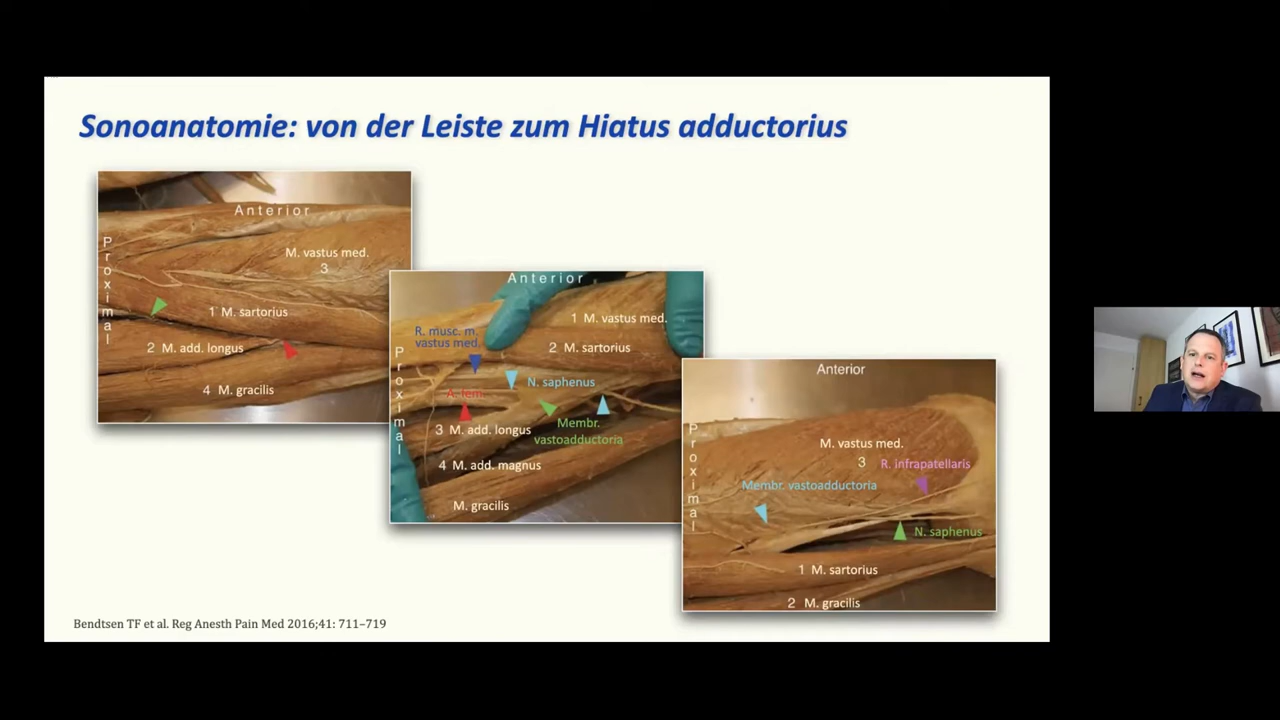 Sonoanatomie: von der Leiste zum Hiatus adductorius
Anterior
Proximal
M. vastus med.
3
1 M. sartorius
2 M. add. longus
4 M. gracilis
Anterior
1 M. vastus med.
R. musc. m.
vastus med.
2 M. sartorius
Proximal
N. saphenus
A. fem.
Membr.
vastoadductoria
3 M. add. longus
4 M. add. magnus
M. gracilis
Anterior
Proximal
M. vastus med.
3
R. infrapatellaris
Membr. vastoadductoria
N. saphenus
1 M. sartorius
2 M. gracilis
Bendtsen TF et al. Reg Anesth Pain Med 2016;41: 711–719